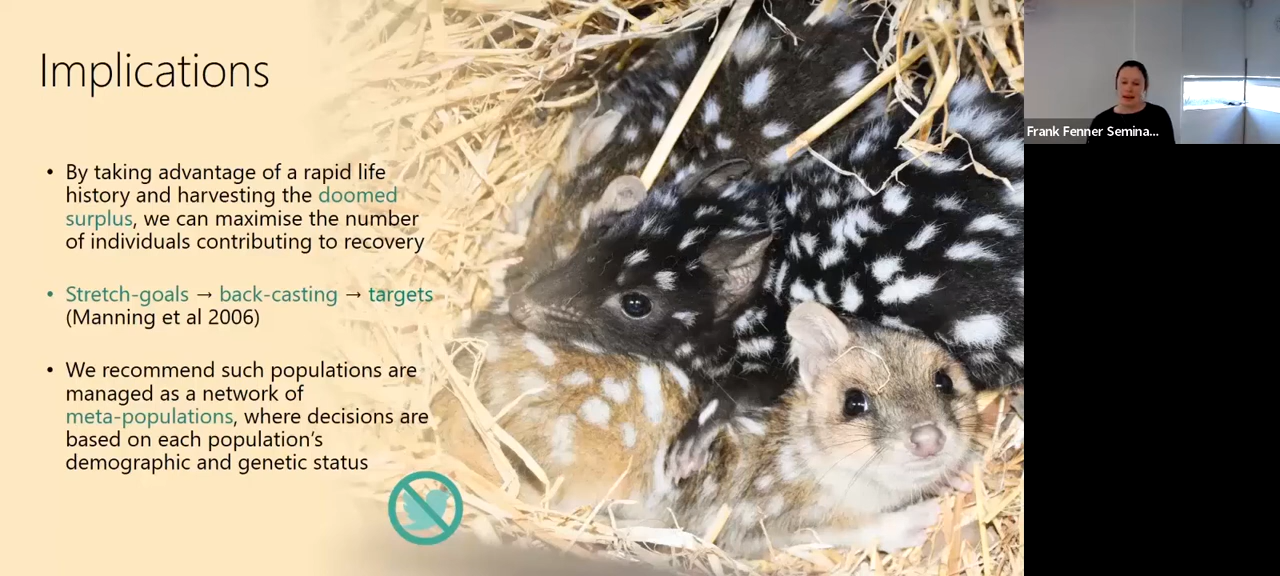 Implications
• By taking advantage of a rapid life
history and harvesting the doomed
surplus, we can maximise the number
of individuals contributing to recovery
• Stretch-goals → back-casting → targets
(Manning et al 2006)
• We recommend such populations are
managed as a network of
meta-populations, where decisions are
based on each population's
demographic and genetic status
Frank Fenner Semina...